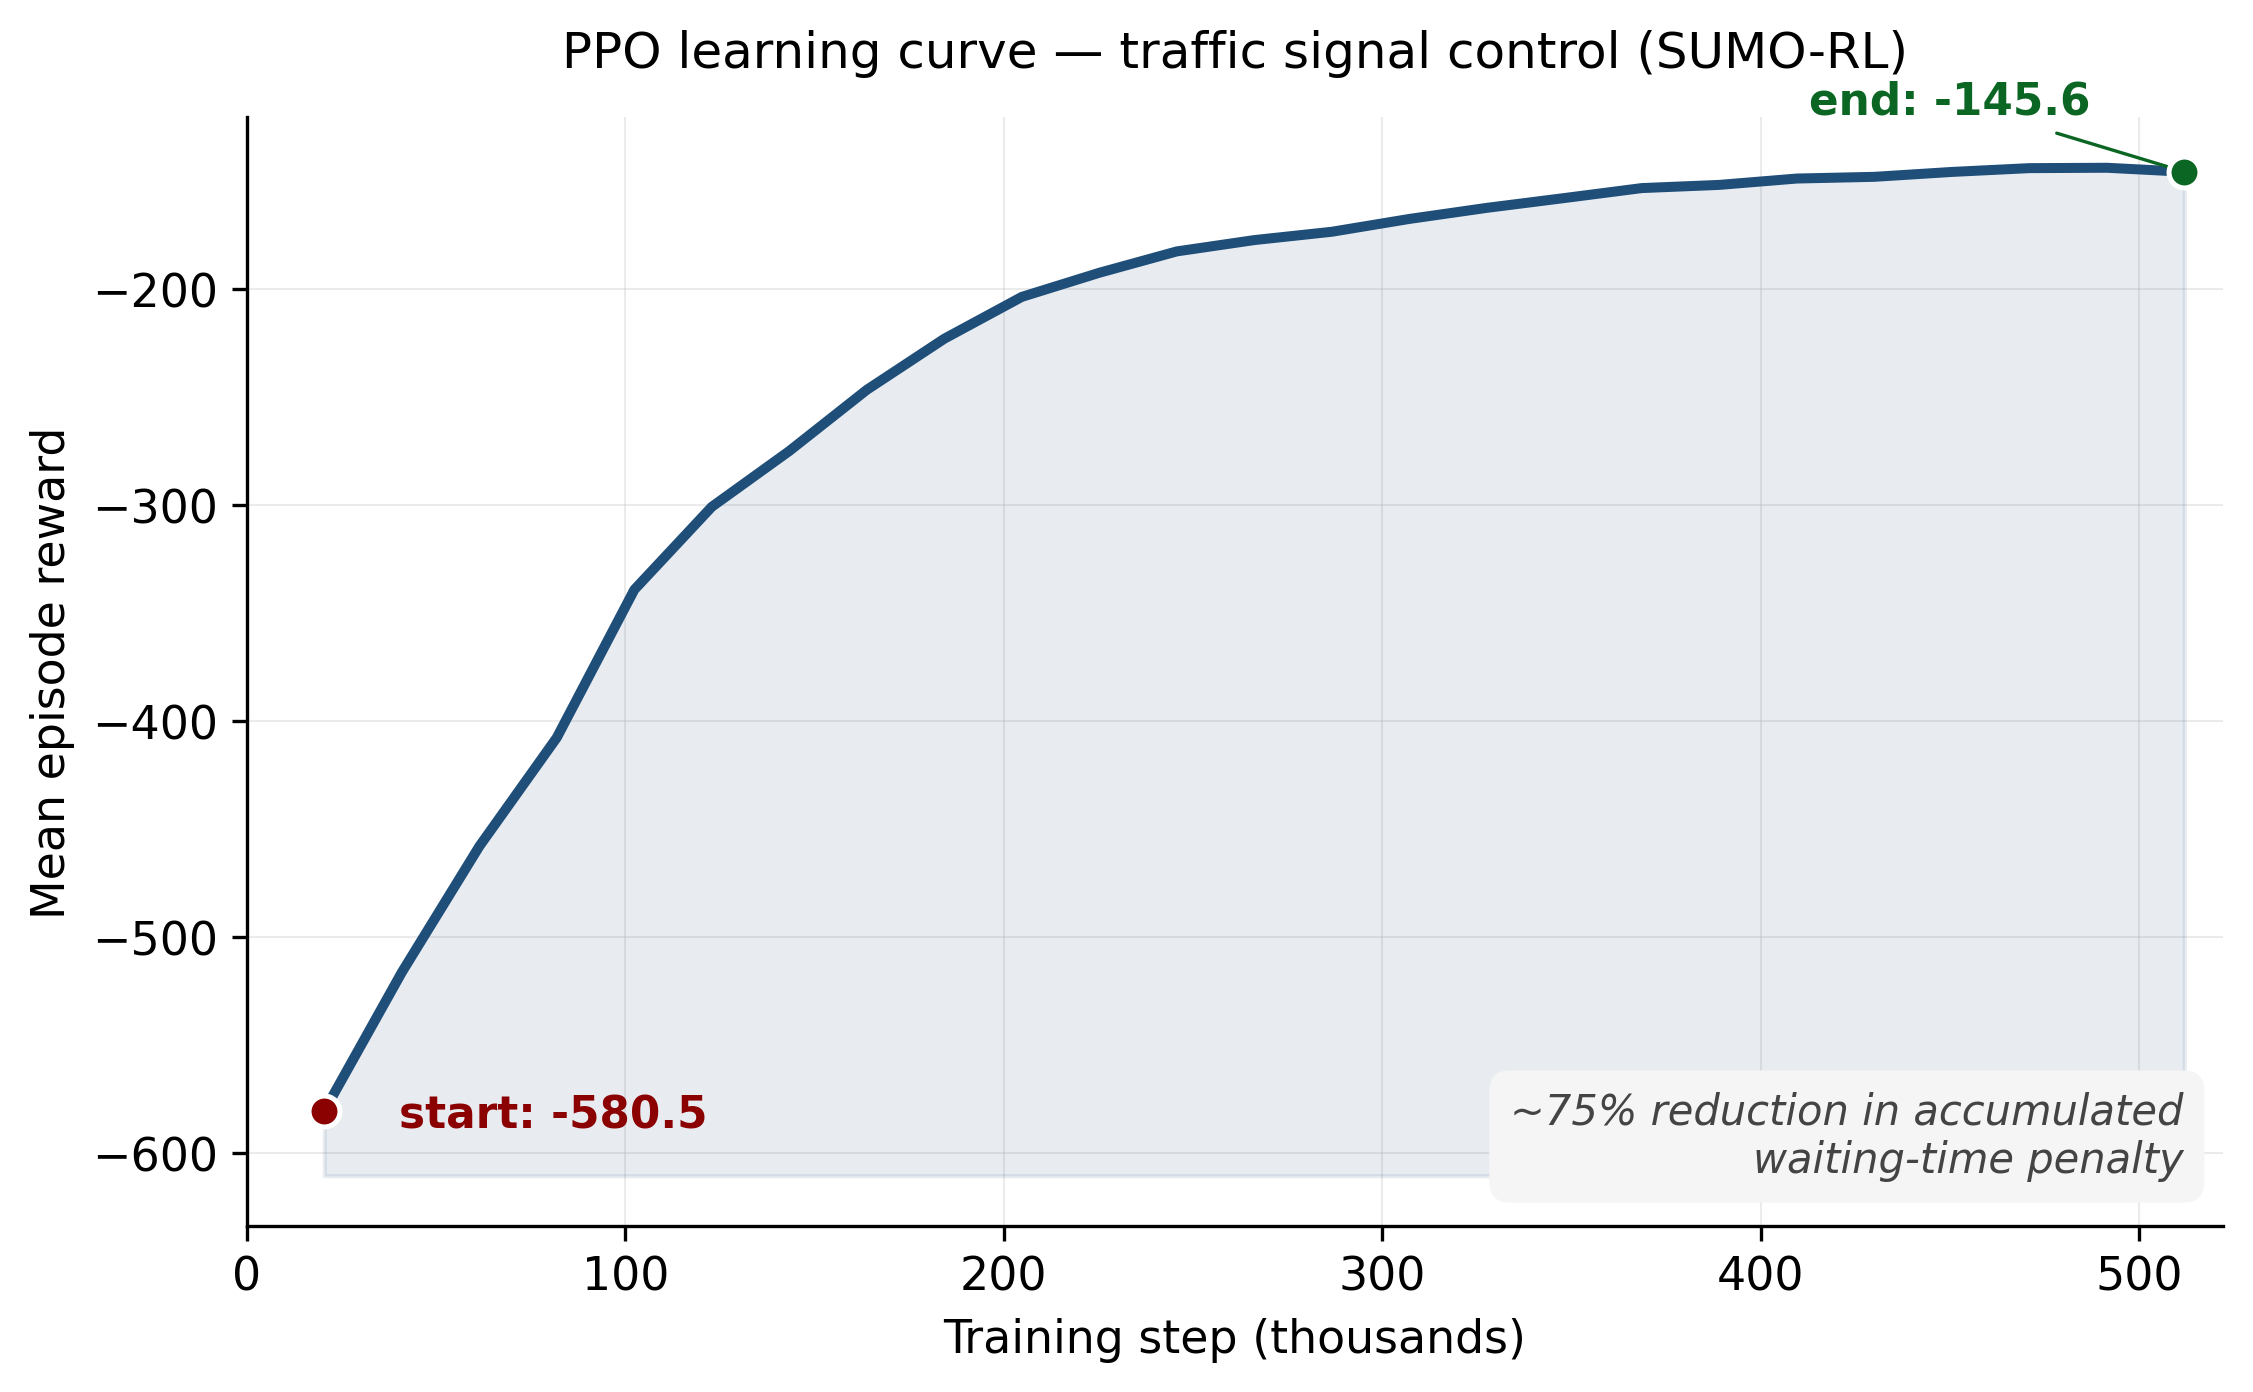 PPO learning curve — traffic signal control (SUMO-RL)
end: -145.6
−200
−300
−400
−500
−600
Mean episode reward
start: -580.5
~75% reduction in accumulated
waiting-time penalty
0 100 200 300 400 500
Training step (thousands)